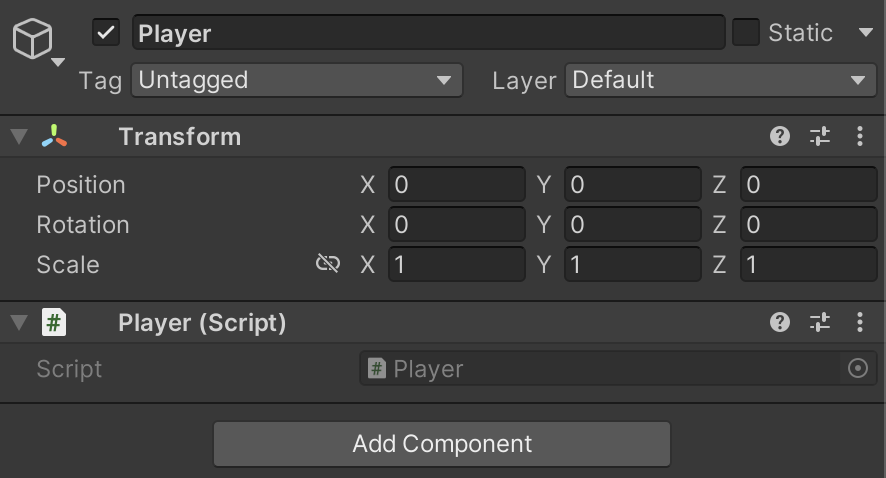 Player Static
Tag Untagged Layer Default
Transform
Position X 0 Y 0 Z 0
Rotation X 0 Y 0 Z 0
Scale X 1 Y 1 Z 1
# Player (Script)
Script # Player
Add Component